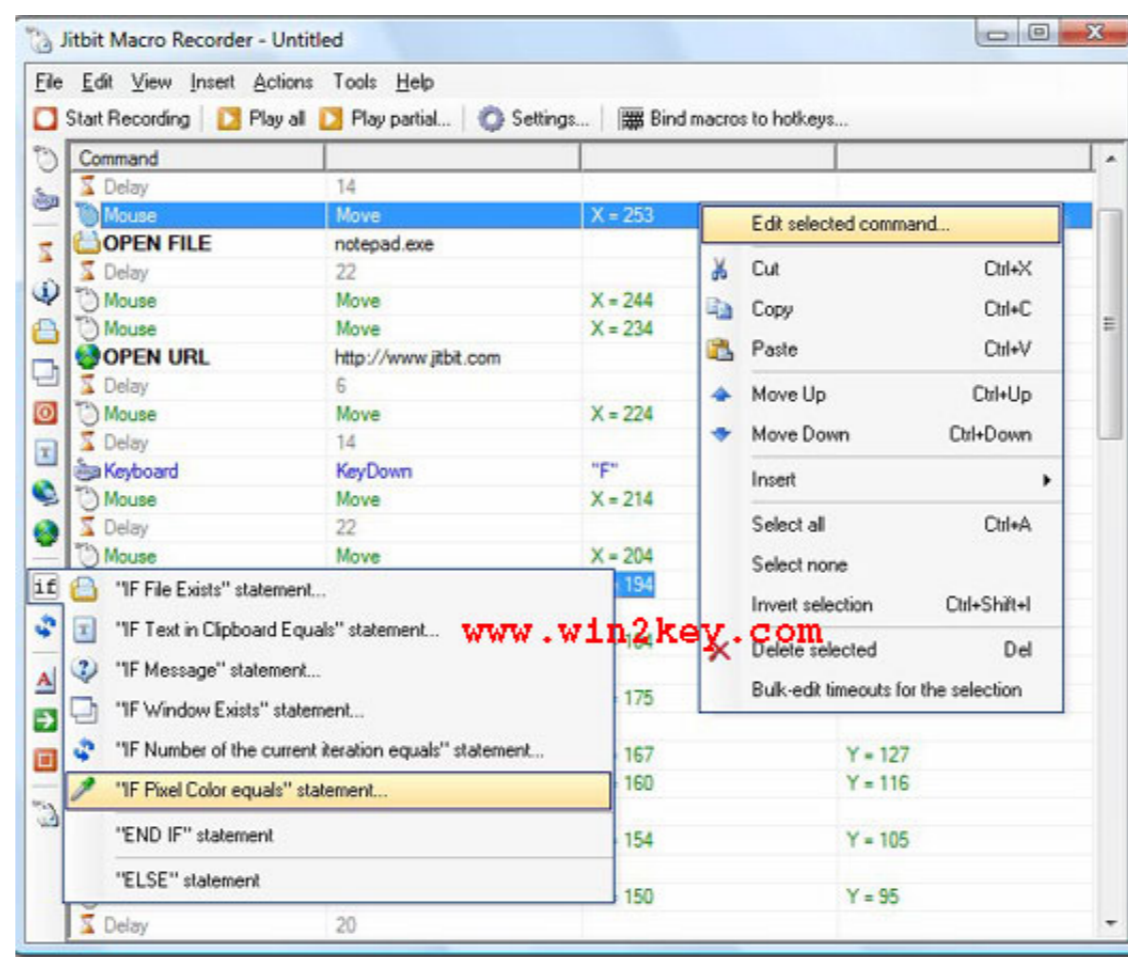 Jitbit Macro Recorder - Untitled
File Edit View Insert Actions Tools Help
Start Recording Play all Play partial... Settings... Bind macros to hotkeys...
Command
Delay 14
Mouse Move X = 253
OPEN FILE notepad.exe
Delay 22
Mouse Move X = 244
Mouse Move X = 234
OPEN URL http://www.jitbit.com
Delay 6
Mouse Move X = 224
Delay 14
Keyboard KeyDown "F"
Mouse Move X = 214
Delay 22
Mouse Move X = 204
194
175
167 Y = 127
160 Y = 116
154 Y = 105
150 Y = 95
Delay 20
Edit selected command...
Cut Ctrl+X
Copy Ctrl+C
Paste Ctrl+V
Move Up Ctrl+Up
Move Down Ctrl+Down
Insert
Select all Ctrl+A
Select none
Invert selection Ctrl+Shift+I
Delete selected Del
Bulk-edit timeouts for the selection
if
"IF File Exists" statement...
"IF Text in Clipboard Equals" statement...
"IF Message" statement...
"IF Window Exists" statement...
"IF Number of the current iteration equals" statement...
"IF Pixel Color equals" statement...
"END IF" statement
"ELSE" statement
www.win2key.com